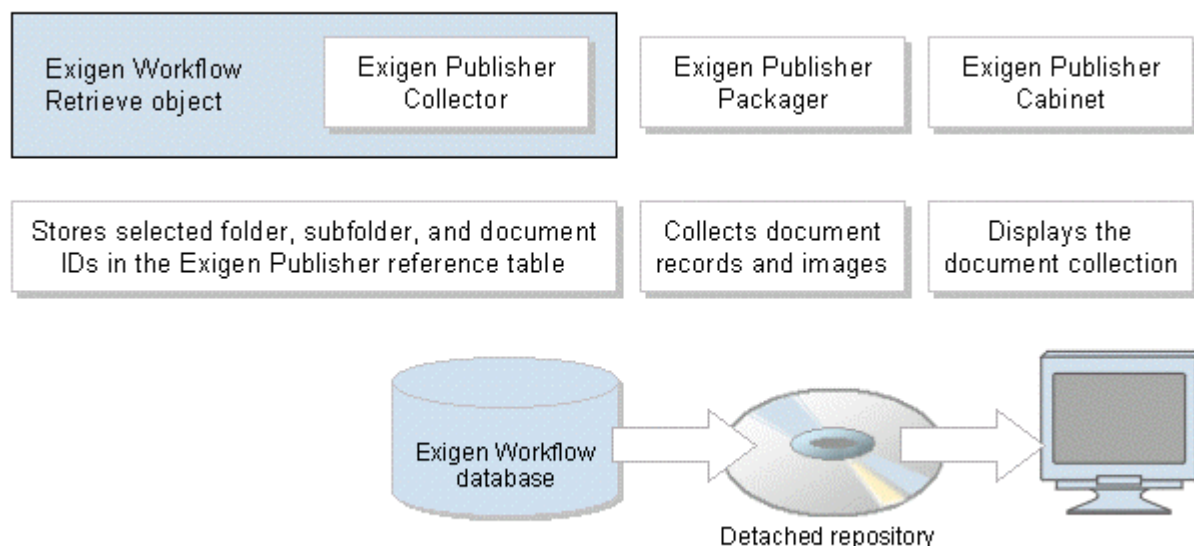 Exigen Workflow
Retrieve object
Exigen Publisher
Collector
Exigen Publisher
Packager
Exigen Publisher
Cabinet
Stores selected folder, subfolder, and document
IDs in the Exigen Publisher reference table
Collects document
records and images
Displays the
document collection
Exigen Workflow
database
Detached repository